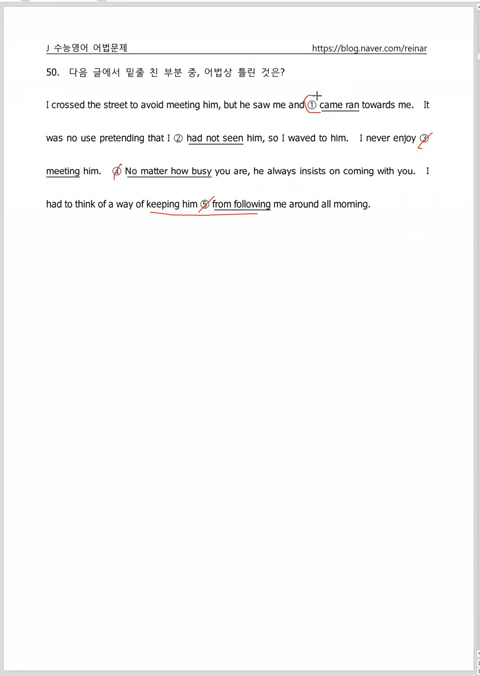 J 수능영어 어법문제 https://blog.naver.com/reinar
50. 다음 글에서 밑줄 친 부분 중, 어법상 틀린 것은?
I crossed the street to avoid meeting him, but he saw me and ① came ran towards me. It
was no use pretending that I ② had not seen him, so I waved to him. I never enjoy ③
meeting him. ④ No matter how busy you are, he always insists on coming with you. I
had to think of a way of keeping him ⑤ from following me around all morning.